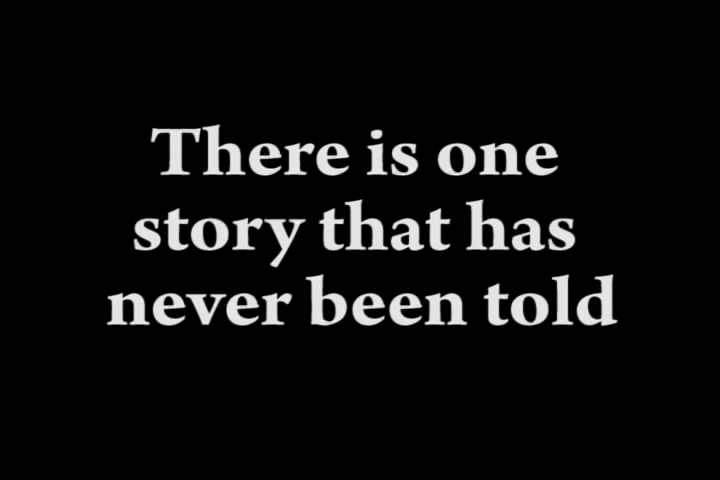 There is one
story that has
never been told